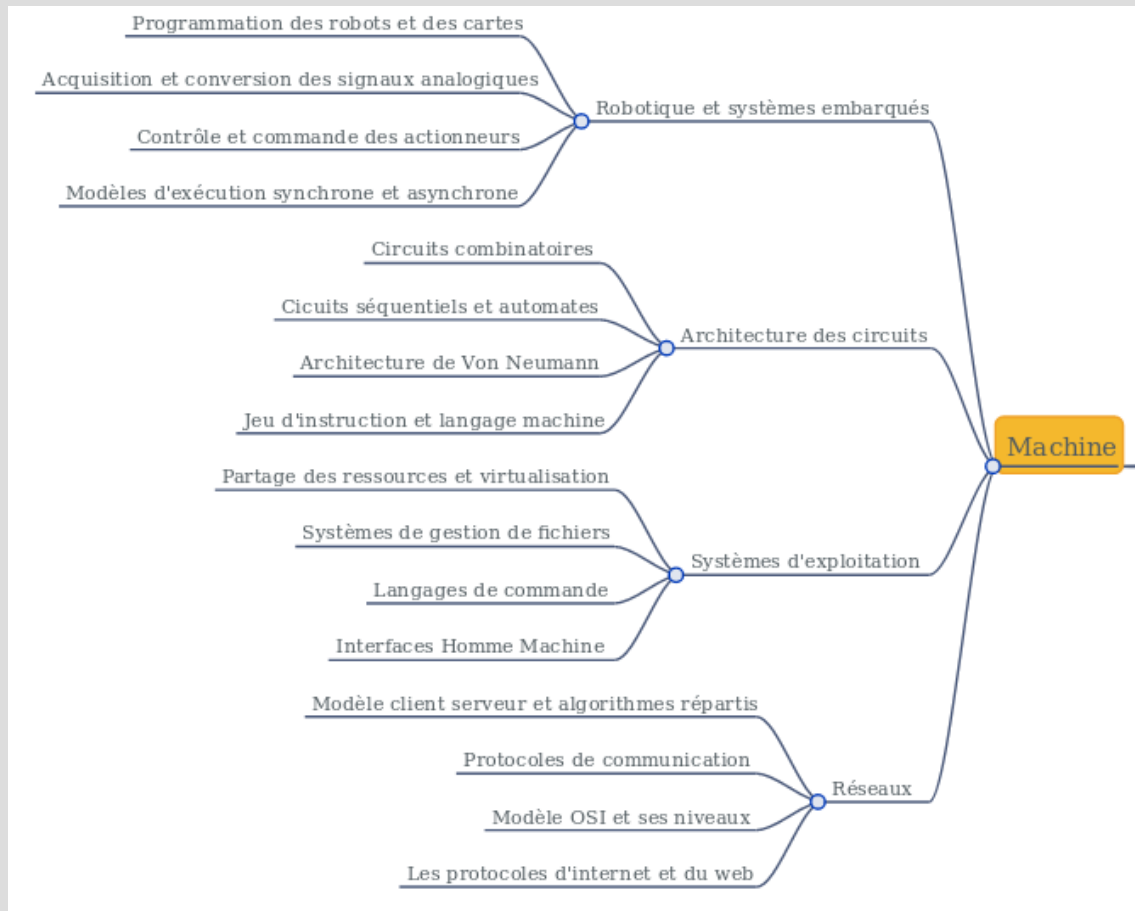 Programmation des robots et des cartes
Acquisition et conversion des signaux analogiques
Contrôle et commande des actionneurs
Modèles d'exécution synchrone et asynchrone
Robotique et systèmes embarqués
Circuits combinatoires
Cicuits séquentiels et automates
Architecture de Von Neumann
Jeu d'instruction et langage machine
Architecture des circuits
Machine
Partage des ressources et virtualisation
Systèmes de gestion de fichiers
Langages de commande
Interfaces Homme Machine
Systèmes d'exploitation
Modèle client serveur et algorithmes répartis
Protocoles de communication
Modèle OSI et ses niveaux
Les protocoles d'internet et du web
Réseaux